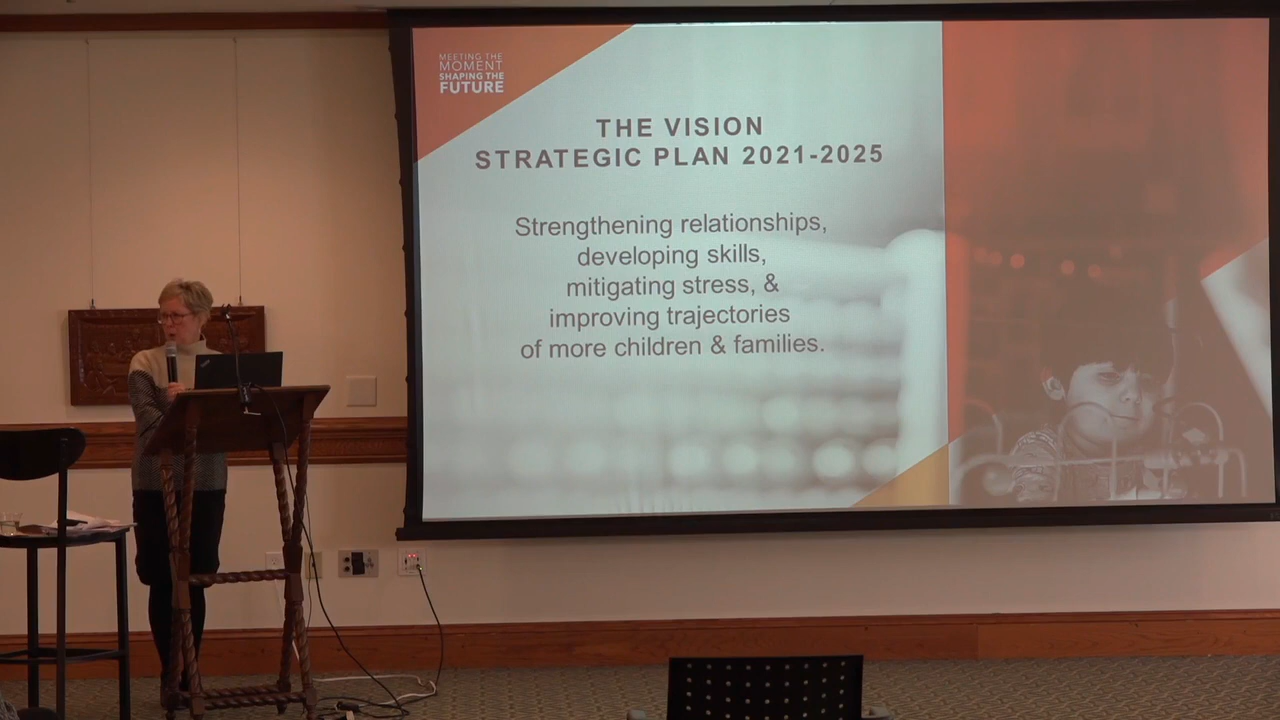 MEETING THE
MOMENT
SHAPING THE
FUTURE
THE VISION
STRATEGIC PLAN 2021-2025
Strengthening relationships,
developing skills,
mitigating stress, &
improving trajectories
of more children & families.